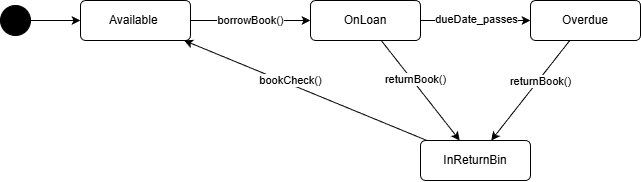 Available
borrowBook()
OnLoan
dueDate_passes
Overdue
bookCheck()
returnBook()
returnBook()
InReturnBin